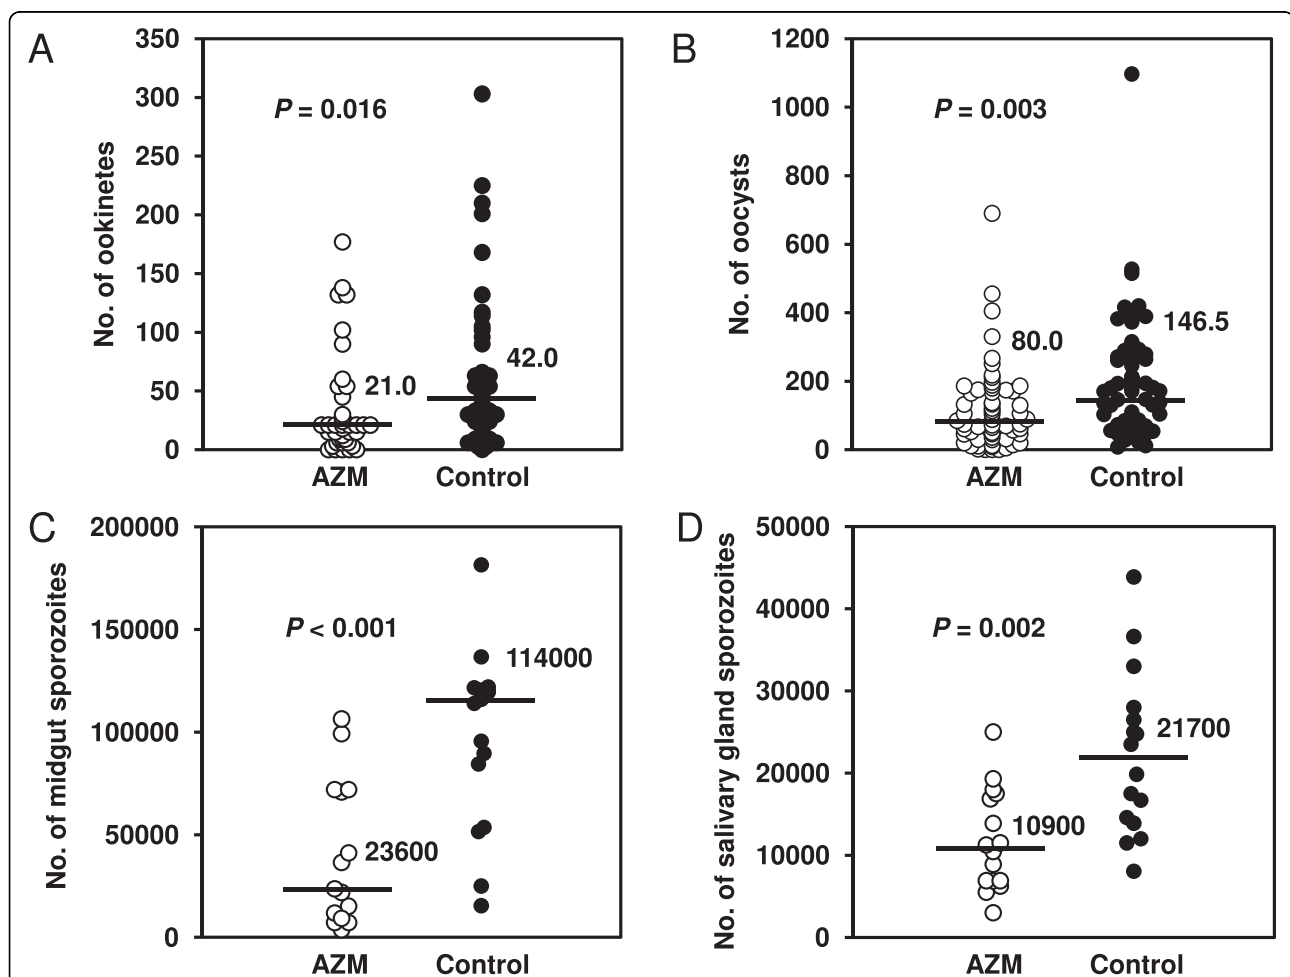 A
No. of ookinetes
350
300
250
200
150
100
50
0
P = 0.016
21.0
42.0
AZM Control
B
No. of oocysts
1200
1000
800
600
400
200
0
P = 0.003
80.0
146.5
AZM Control
C
No. of midgut sporozoites
200000
150000
100000
50000
0
P < 0.001
23600
114000
AZM Control
D
No. of salivary gland sporozoites
50000
40000
30000
20000
10000
0
P = 0.002
10900
21700
AZM Control